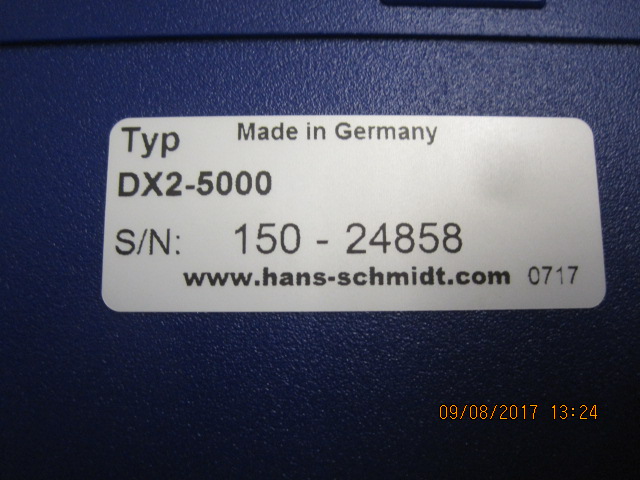 Typ Made in Germany
DX2-5000
S/N: 150 - 24858
www.hans-schmidt.com 0717
09/08/2017 13:24